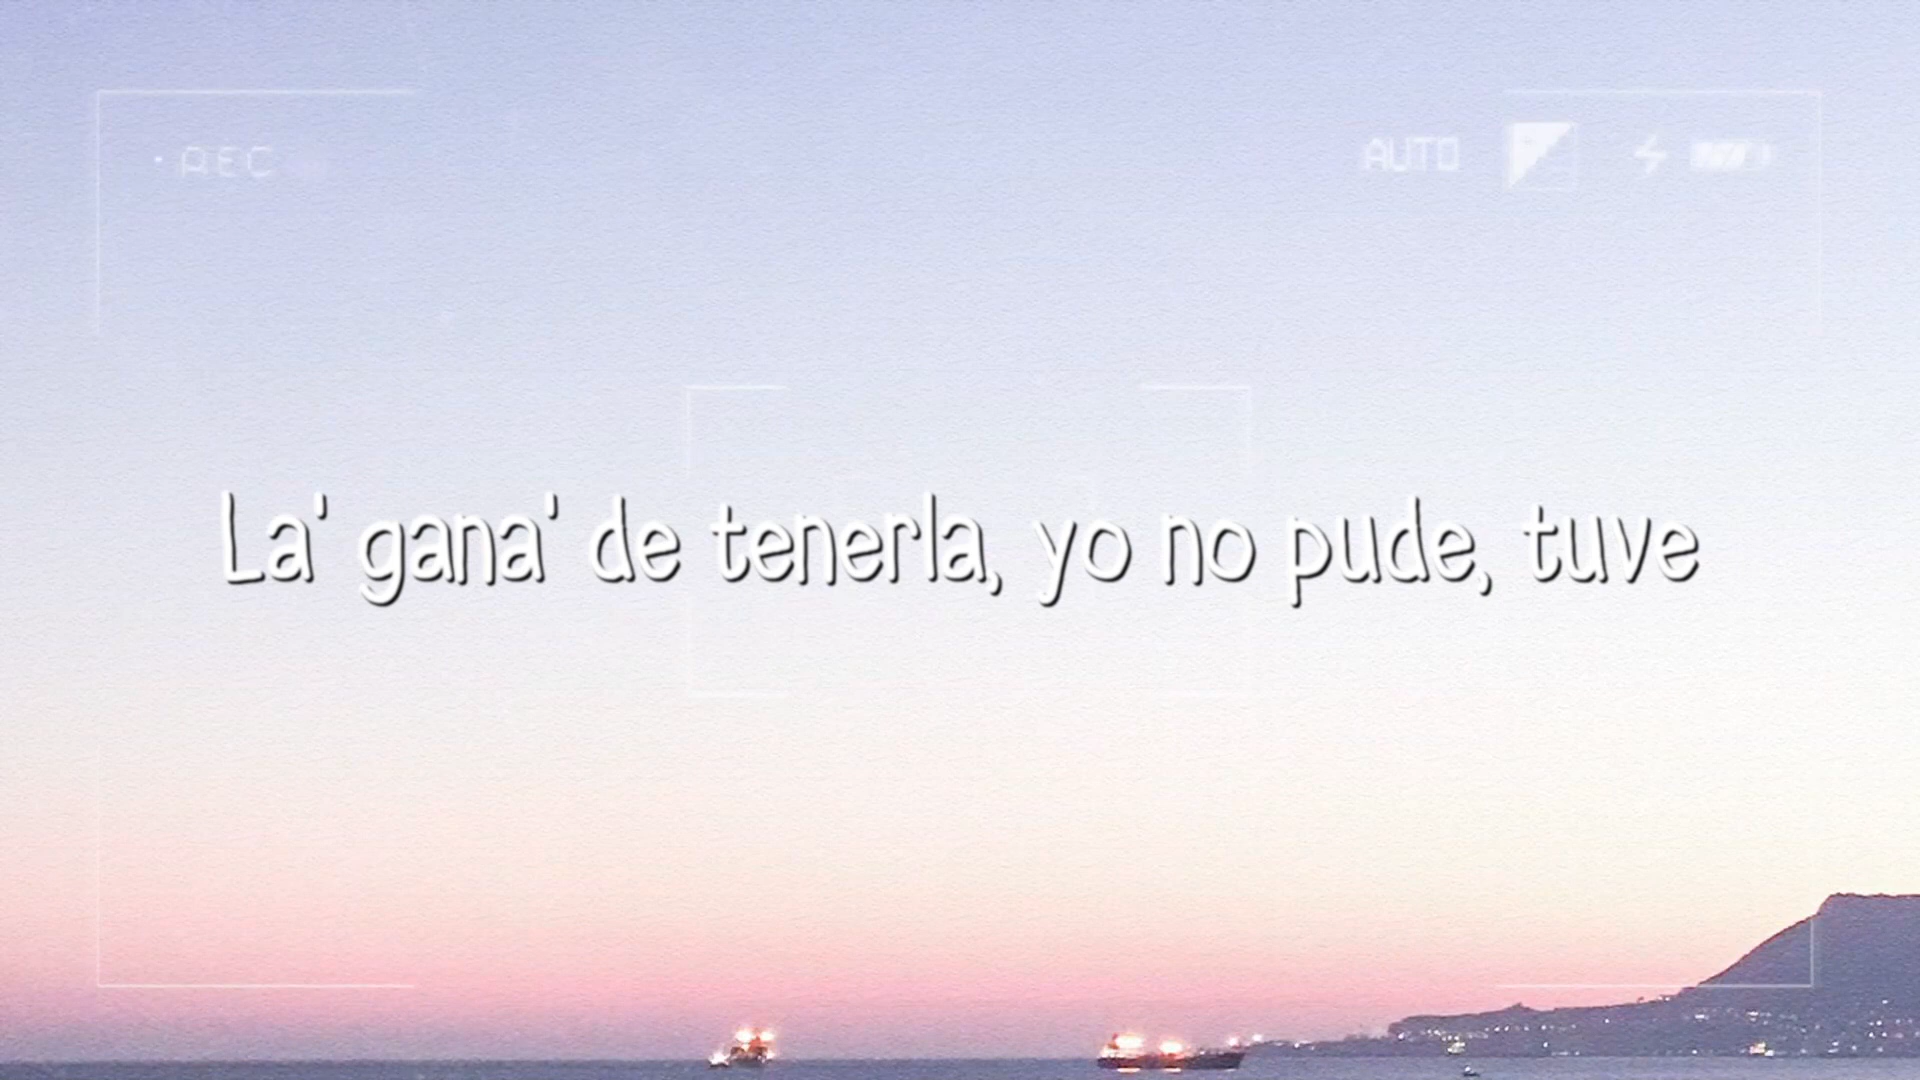 REC
AUTO
La' gana' de tenerla, yo no pude, tuve